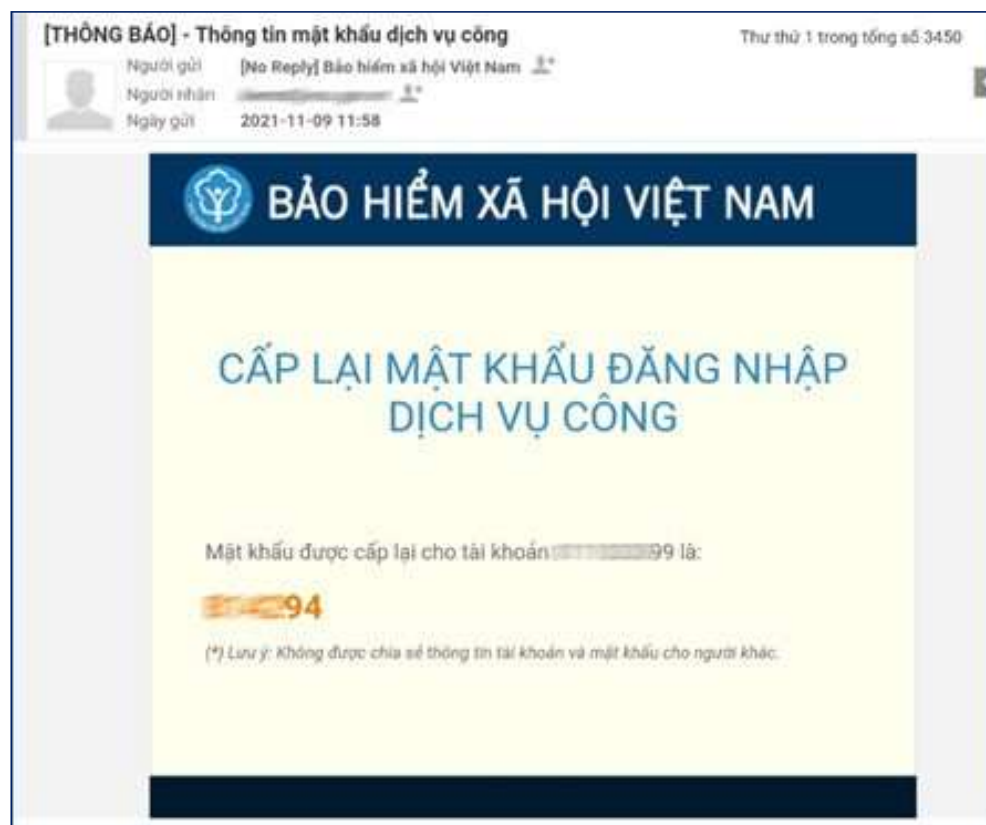 [THÔNG BÁO] - Thông tin mật khẩu dịch vụ công
Thư thứ 1 trong tổng số 3450
Người gửi [No Reply] Bảo hiểm xã hội Việt Nam
Người nhận
Ngày gửi 2021-11-09 11:58
BẢO HIỂM XÃ HỘI VIỆT NAM
CẤP LẠI MẬT KHẨU ĐĂNG NHẬP
DỊCH VỤ CÔNG
Mật khẩu được cấp lại cho tài khoản 99 là:
94
(*) Lưu ý: Không được chia sẻ thông tin tài khoản và mật khẩu cho người khác.